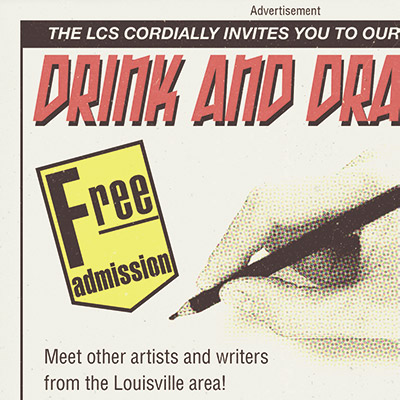 Advertisement
THE LCS CORDIALLY INVITES YOU TO OUR
DRINK AND DRA
Free
admission
Meet other artists and writers
from the Louisville area!